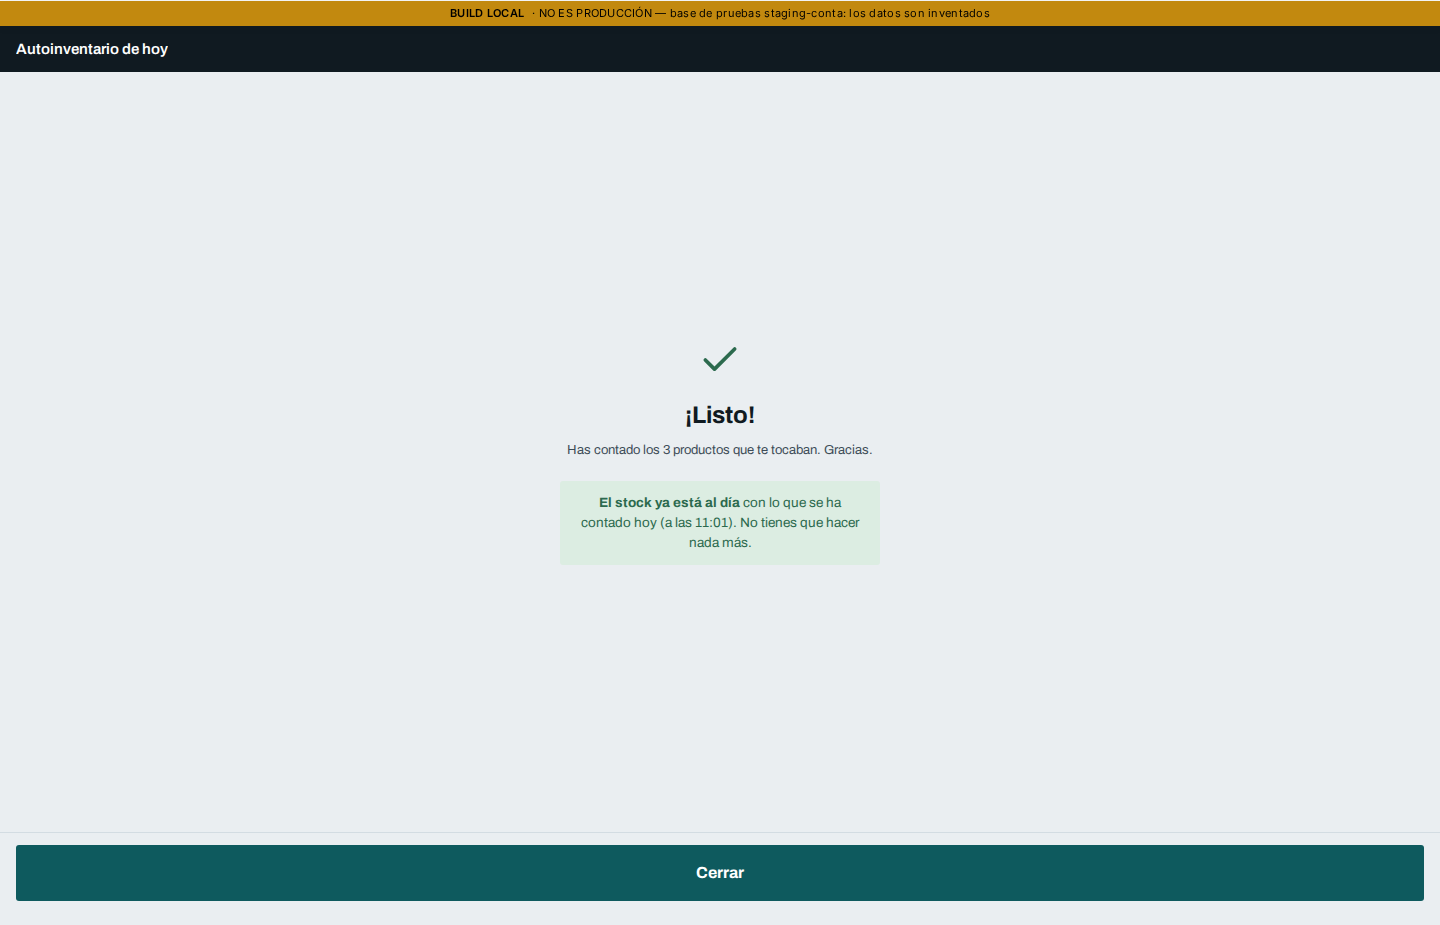 BUILD LOCAL · NO ES PRODUCCIÓN — base de pruebas staging-conta: los datos son inventados
Autoinventario de hoy
¡Listo!
Has contado los 3 productos que te tocaban. Gracias.
El stock ya está al día con lo que se ha
contado hoy (a las 11:01). No tienes que hacer
nada más.
Cerrar